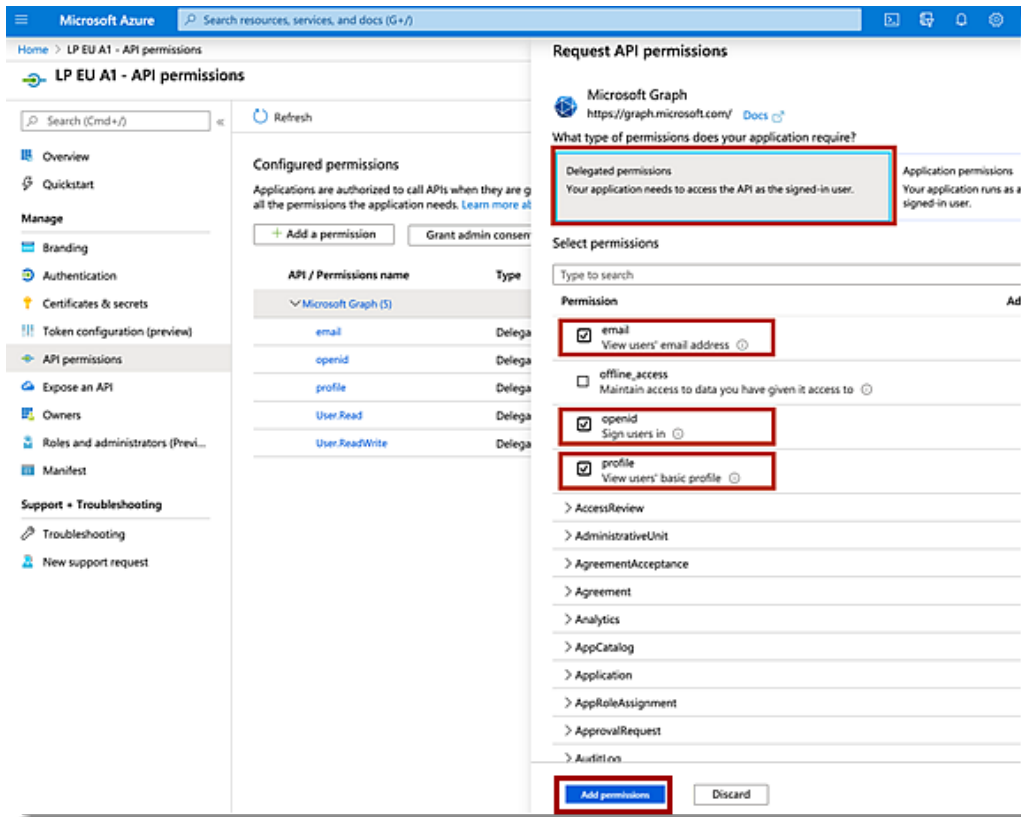 Microsoft Azure
Search resources, services, and docs (G+/)
Home > LP EU A1 - API permissions
LP EU A1 - API permissions
Search (Cmd+/)
«
Overview
Quickstart
Manage
Branding
Authentication
Certificates & secrets
Token configuration (preview)
API permissions
Expose an API
Owners
Roles and administrators (Previ...
Manifest
Support + Troubleshooting
Troubleshooting
New support request
Refresh
Configured permissions
Applications are authorized to call APIs when they are g
all the permissions the application needs. Learn more ab
+ Add a permission
Grant admin consen
API / Permissions name Type
Microsoft Graph (5)
email Delega
openid Delega
profile Delega
User.Read Delega
User.ReadWrite Delega
Request API permissions
Microsoft Graph
https://graph.microsoft.com/ Docs
What type of permissions does your application require?
Delegated permissions
Your application needs to access the API as the signed-in user.
Application permissions
Your application runs as a
signed-in user.
Select permissions
Type to search
Permission Ad
email
View users' email address
offline_access
Maintain access to data you have given it access to
openid
Sign users in
profile
View users' basic profile
AccessReview
AdministrativeUnit
AgreementAcceptance
Agreement
Analytics
AppCatalog
Application
AppRoleAssignment
ApprovalRequest
AuditLog
Add permissions
Discard